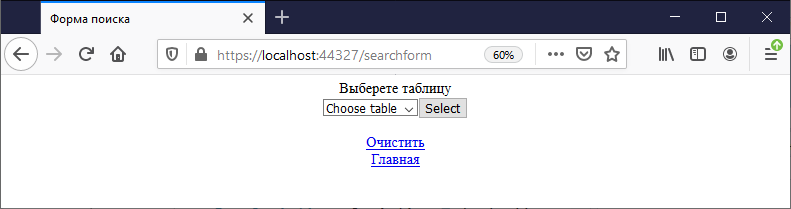 Форма поиска
https://localhost:44327/searchform 60%
Выберете таблицу
Choose table Select
Очистить
Главная